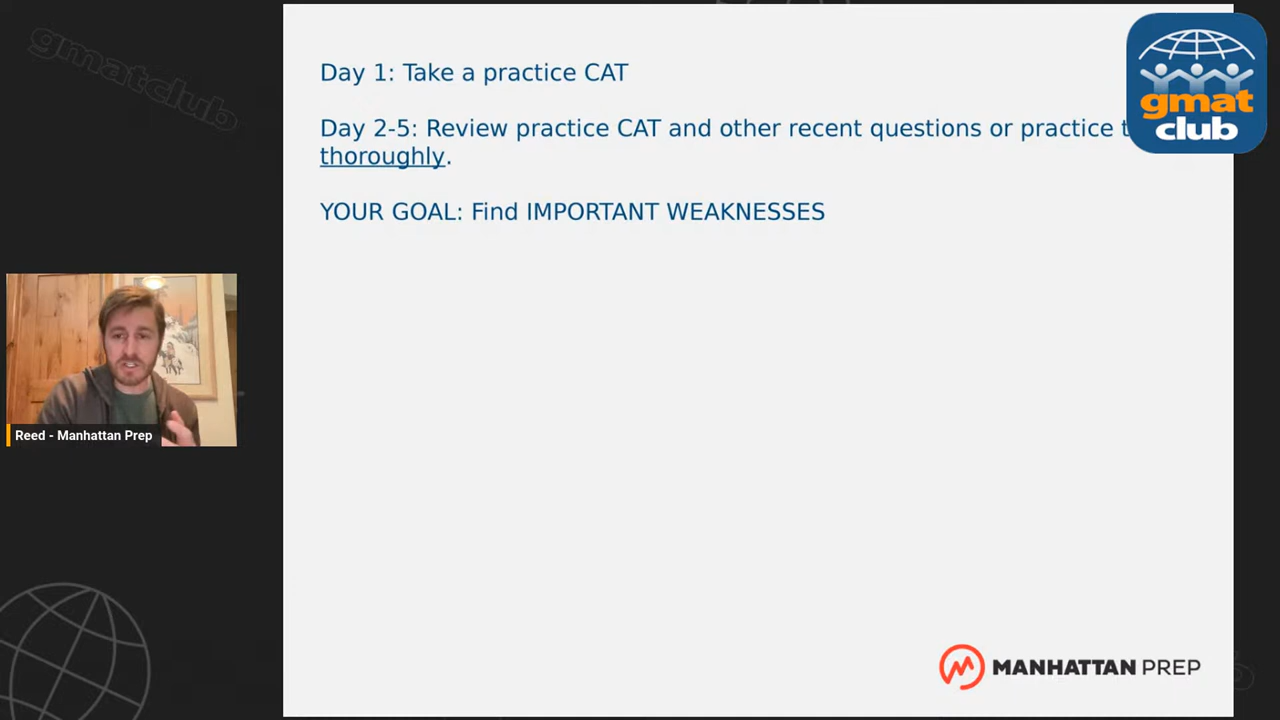 gmatclub
Day 1: Take a practice CAT
Day 2-5: Review practice CAT and other recent questions or practice
thoroughly.
YOUR GOAL: Find IMPORTANT WEAKNESSES
gmat
club
Reed - Manhattan Prep
MANHATTAN PREP